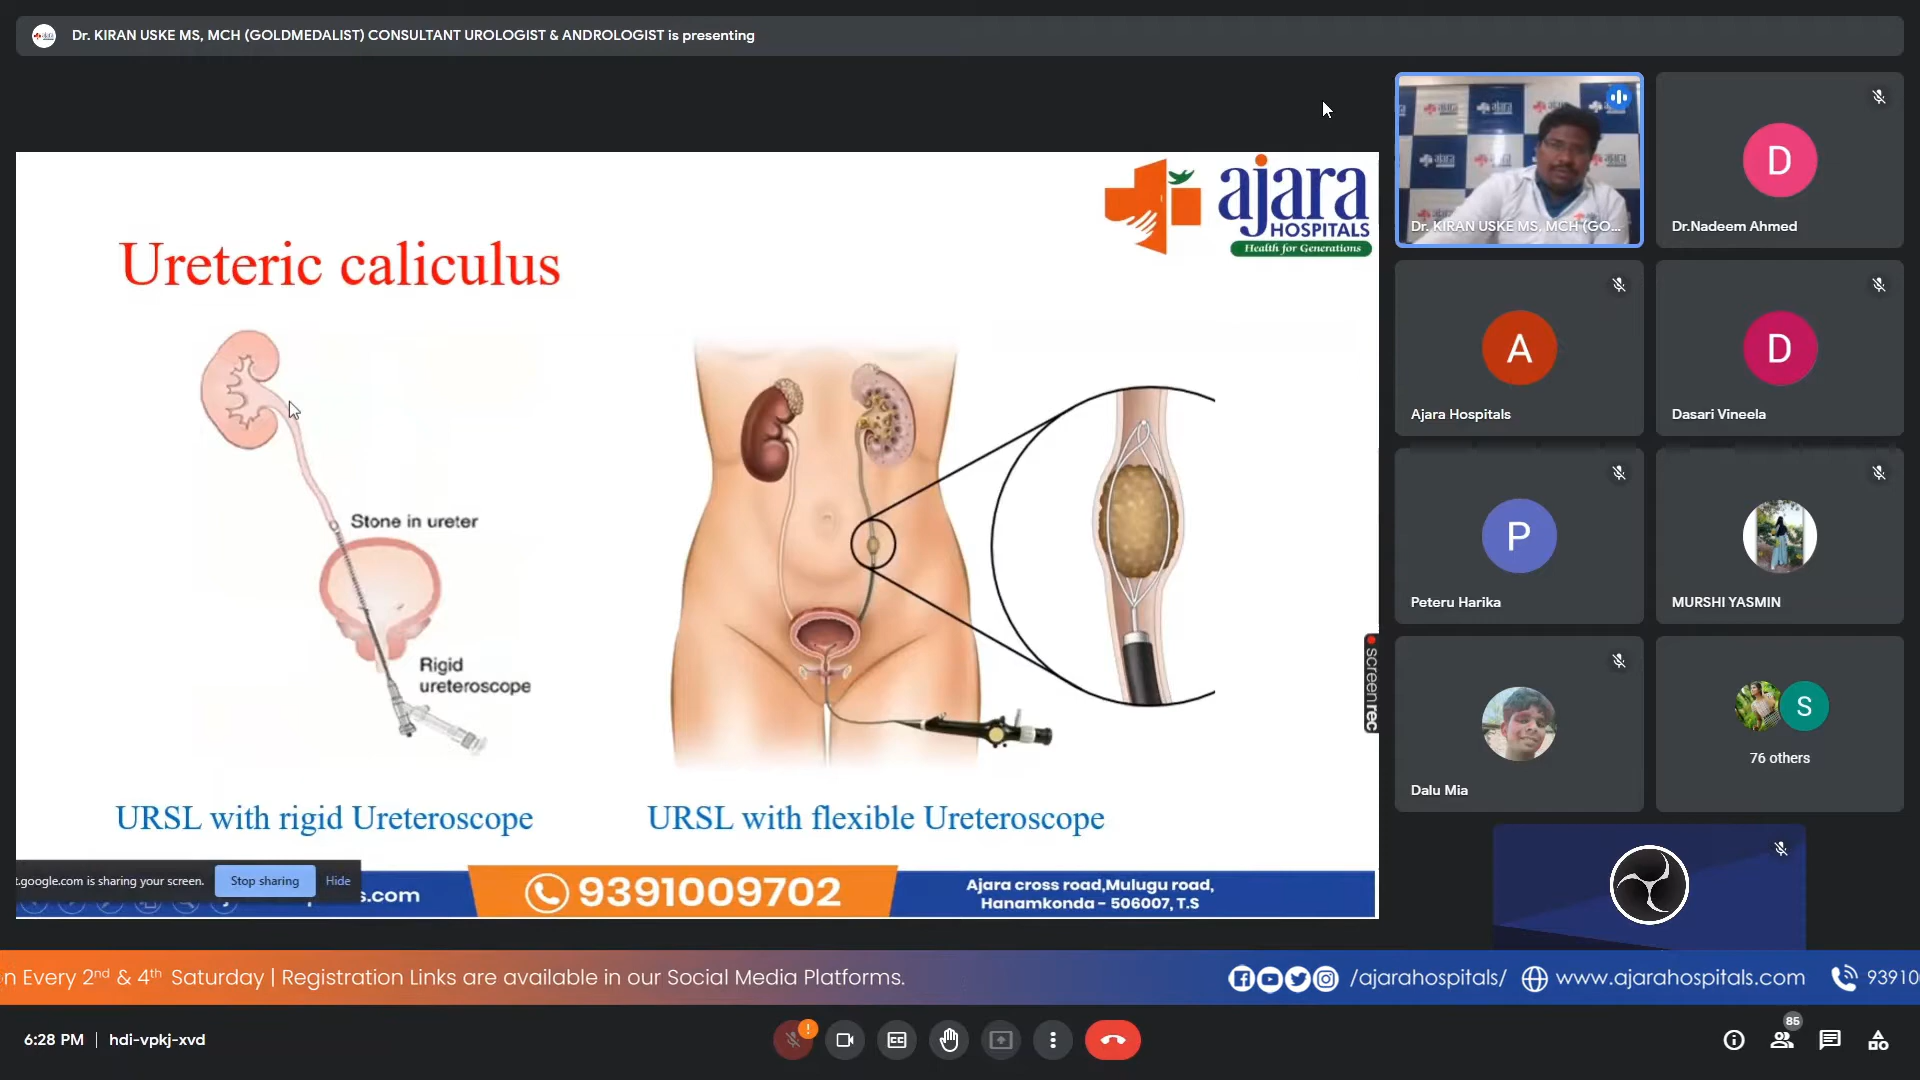 Dr. KIRAN USKE MS, MCH (GOLDMEDALIST) CONSULTANT UROLOGIST & ANDROLOGIST is presenting
ajara
HOSPITALS
Health for Generations
Ureteric caliculus
Stone in ureter
Rigid
ureteroscope
URSL with rigid Ureteroscope
URSL with flexible Ureteroscope
screenrec
t.google.com is sharing your screen.
Stop sharing
Hide
s.com
9391009702
Ajara cross road,Mulugu road,
Hanamkonda - 506007, T.S
Dr. KIRAN USKE MS, MCH (GO...
D
Dr.Nadeem Ahmed
A
Ajara Hospitals
D
Dasari Vineela
P
Peteru Harika
MURSHI YASMIN
Dalu Mia
S
76 others
n Every 2nd & 4th Saturday | Registration Links are available in our Social Media Platforms.
/ajarahospitals/
www.ajarahospitals.com
93910
6:28 PM | hdi-vpkj-xvd
85